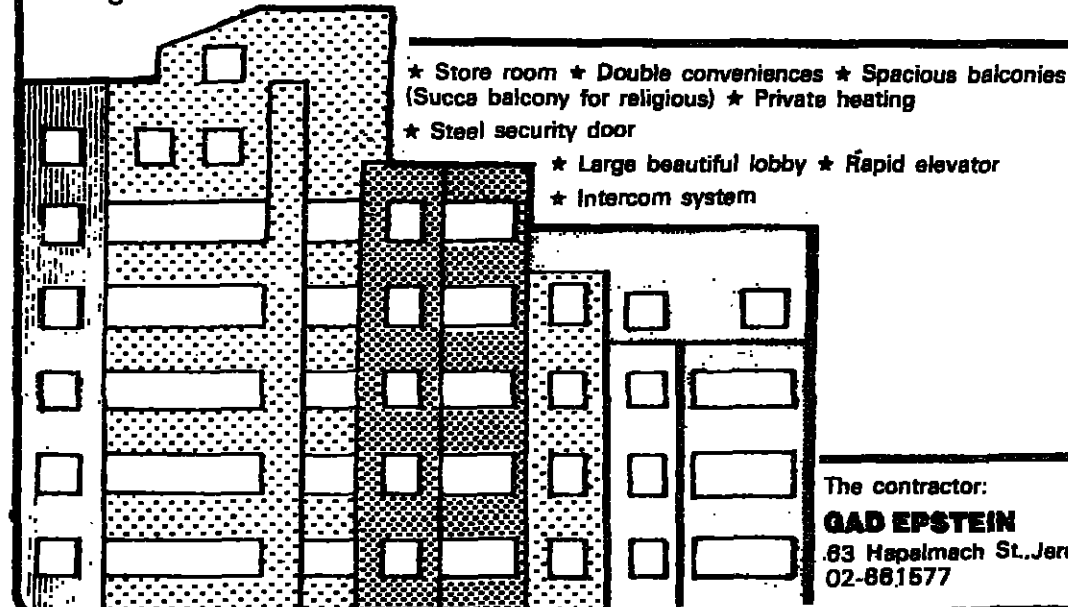 ★ Store room ★ Double conveniences ★ Spacious balconies
(Succa balcony for religious) ★ Private heating
★ Steel security door
★ Large beautiful lobby ★ Rapid elevator
★ Intercom system
The contractor:
GAD EPSTEIN
63 Hapalmach St., Jer
02-661577